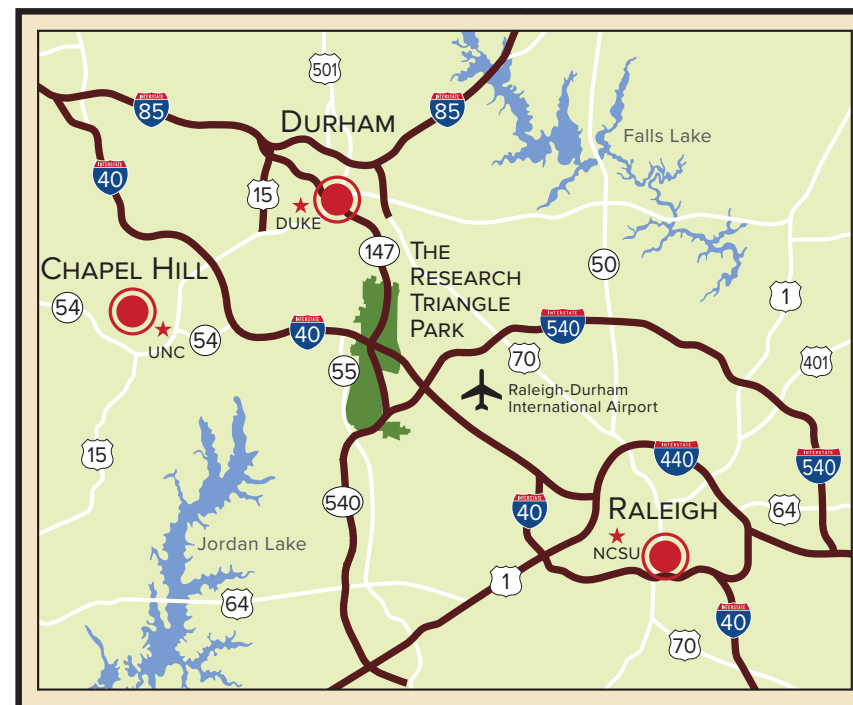 501
INTERSTATE
85
INTERSTATE
85
DURHAM
Falls Lake
INTERSTATE
40
15
DUKE
147
THE
RESEARCH
TRIANGLE
PARK
50
CHAPEL HILL
54
UNC
54
INTERSTATE
40
1
INTERSTATE
540
70
401
55
Raleigh-Durham
International Airport
15
INTERSTATE
440
INTERSTATE
540
540
INTERSTATE
40
RALEIGH
64
NCSU
Jordan Lake
1
64
INTERSTATE
40
70